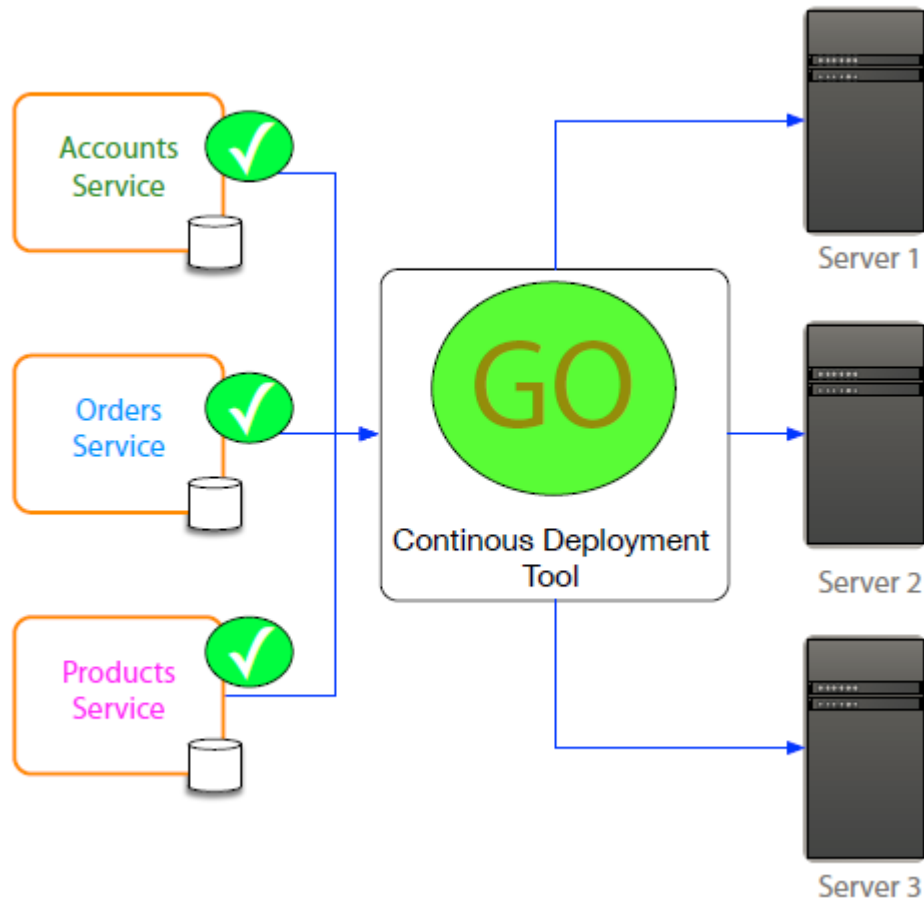 Accounts
Service
Orders
Service
Products
Service
GO
Continous Deployment
Tool
Server 1
Server 2
Server 3